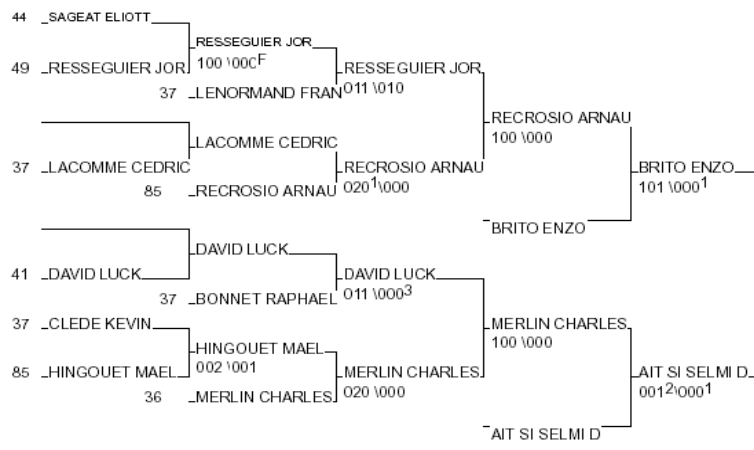 44 SAGEAT ELIOTT
RESSEGUIER JOR
100 \000F
49 RESSEGUIER JOR
RESSEGUIER JOR
011 \010
37 LENORMAND FRAN
RECROSIO ARNAU
100 \000
LACOMME CEDRIC
37 LACOMME CEDRIC
RECROSIO ARNAU
0201\000
BRITO ENZO
101 \0001
85 RECROSIO ARNAU
BRITO ENZO
DAVID LUCK
41 DAVID LUCK
DAVID LUCK
011 \0003
37 BONNET RAPHAEL
37 CLEDE KEVIN
MERLIN CHARLES
100 \000
HINGOUET MAEL
002 \001
85 HINGOUET MAEL
MERLIN CHARLES
020 \000
AIT SI SELMI D
0012\0001
36 MERLIN CHARLES
AIT SI SELMI D